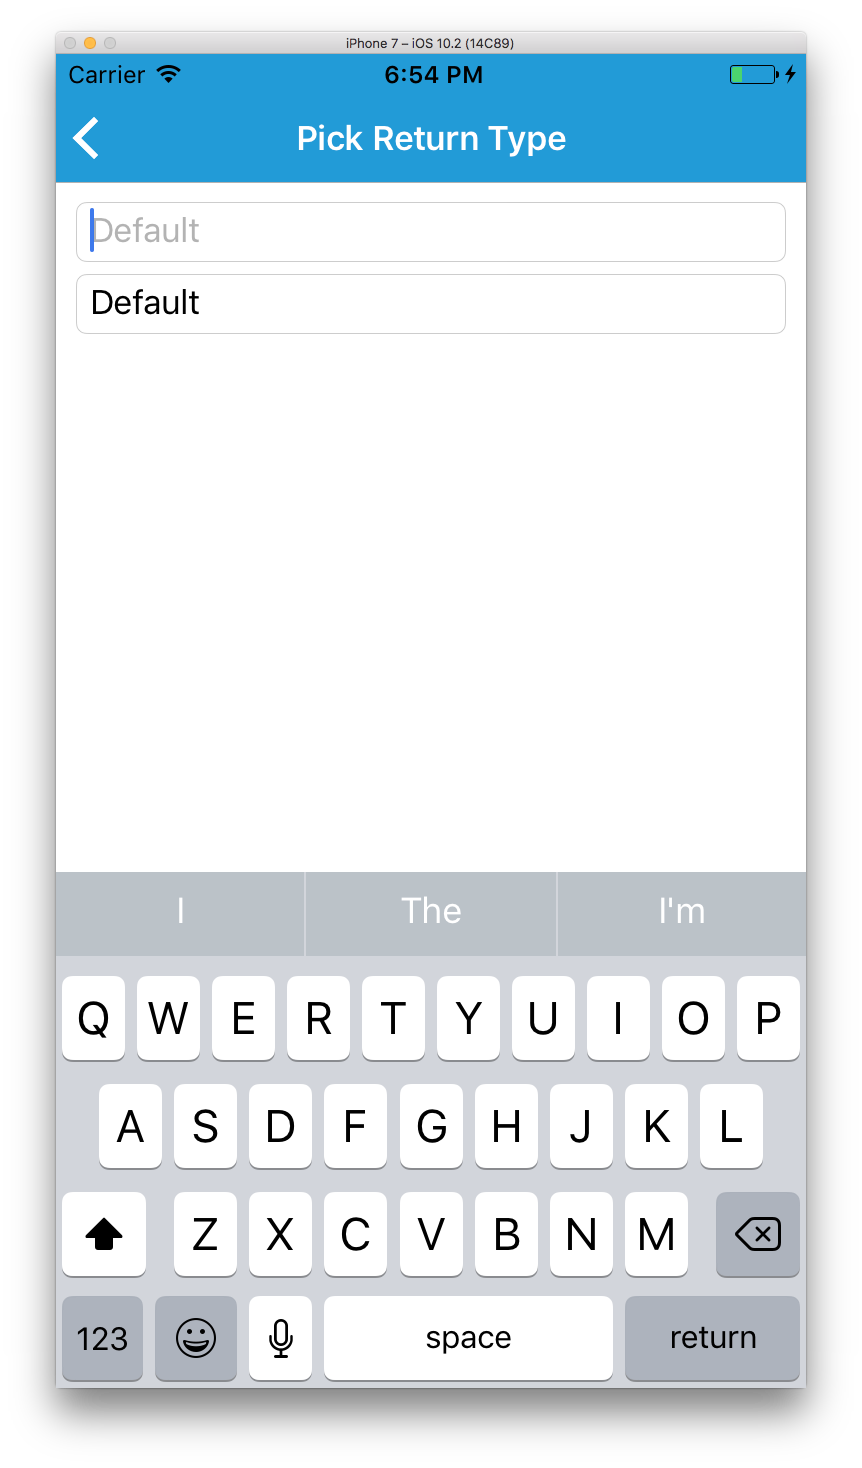 iPhone 7 – iOS 10.2 (14C89)
Carrier 6:54 PM
Pick Return Type
Default
Default
I The I'm
Q W E R T Y U I O P
A S D F G H J K L
Z X C V B N M
123 space return